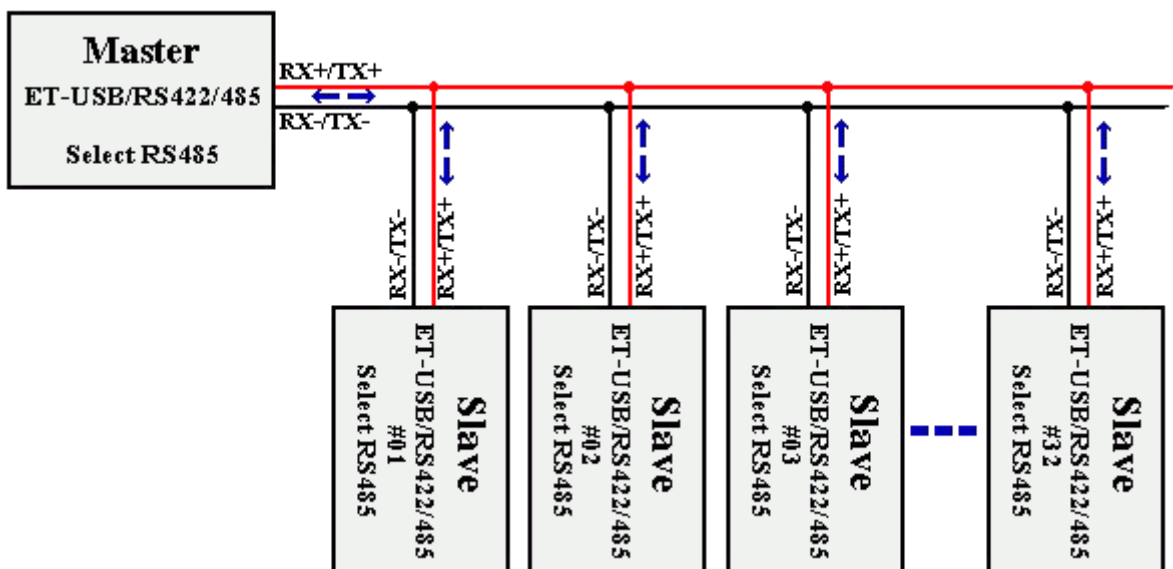 Master
ET-USB/RS422/485
Select RS485
RX+/TX+
RX-/TX-
RX-/TX-
RX+/TX+
RX-/TX-
RX+/TX+
RX-/TX-
RX+/TX+
RX-/TX-
RX+/TX+
Slave
ET-USB/RS422/485
#01
Select RS485
Slave
ET-USB/RS422/485
#02
Select RS485
Slave
ET-USB/RS422/485
#03
Select RS485
Slave
ET-USB/RS422/485
#32
Select RS485